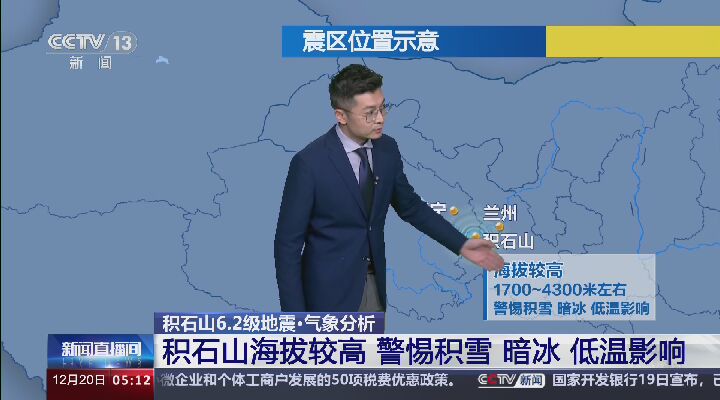 CCTV 13
新闻
震区位置示意
宁
兰州
积石山
海拔较高
1700~4300米左右
警惕积雪 暗冰 低温影响
积石山6.2级地震·气象分析
新闻直播间
积石山海拔较高 警惕积雪 暗冰 低温影响
12月20日 05:12
微企业和个体工商户发展的50项税费优惠政策。 CCTV新闻 国家开发银行19日宣布，已